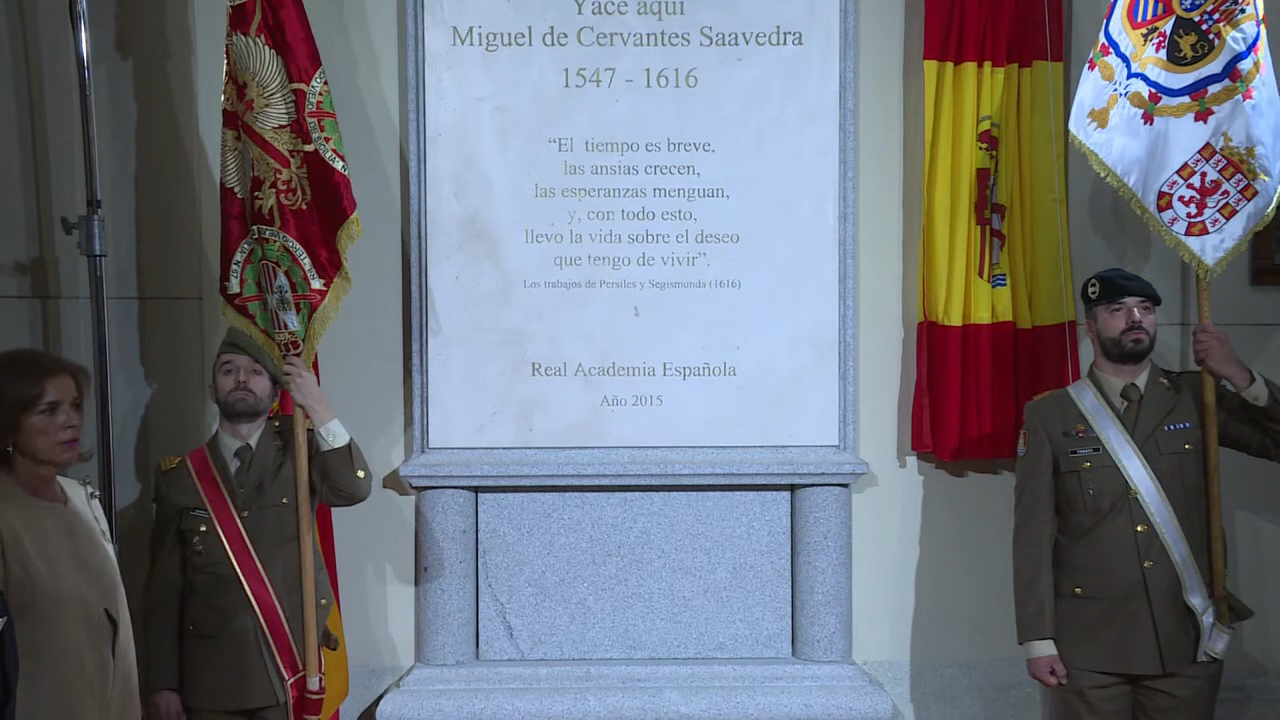 Yace aquí
Miguel de Cervantes Saavedra
1547 - 1616
“El tiempo es breve,
las ansías crecen,
las esperanzas menguan,
y, con todo esto,
llevo la vida sobre el deseo
que tengo de vivir”.
Los trabajos de Persiles y Segismunda (1616)
Real Academia Española
Año 2015